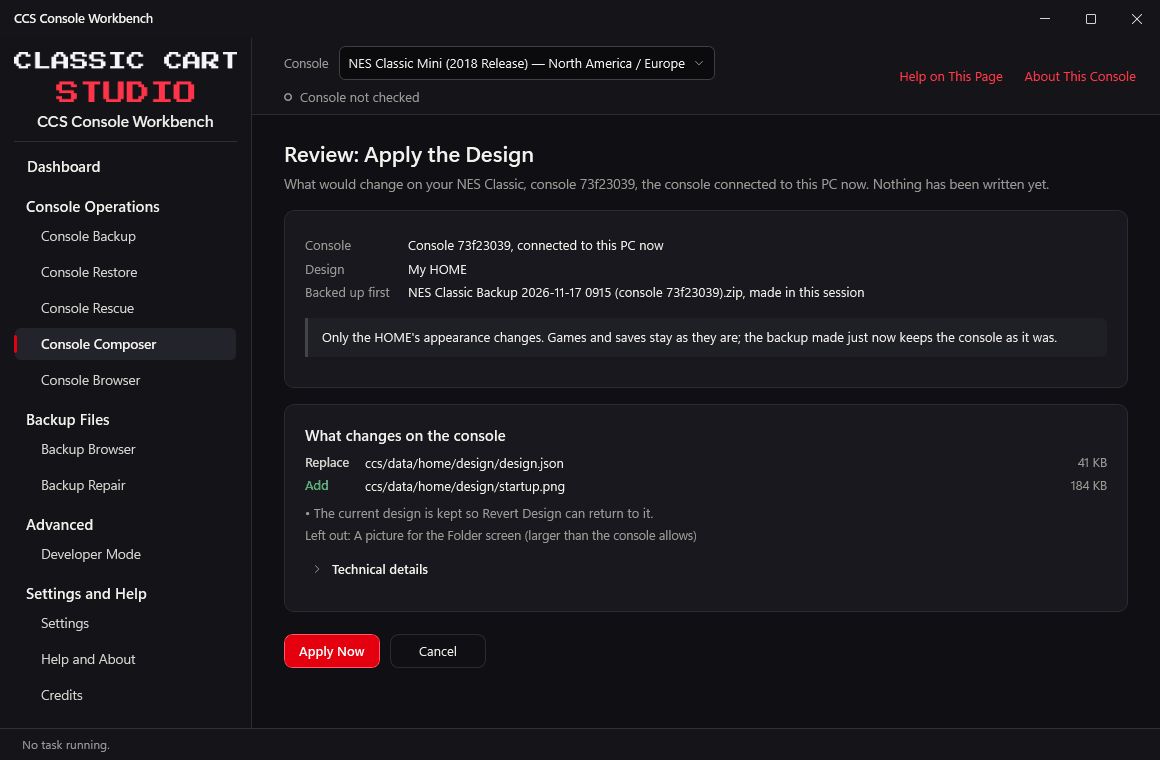 CCS Console Workbench
CLASSIC CART
STUDIO
CCS Console Workbench
Dashboard
Console Operations
Console Backup
Console Restore
Console Rescue
Console Composer
Console Browser
Backup Files
Backup Browser
Backup Repair
Advanced
Developer Mode
Settings and Help
Settings
Help and About
Credits
Console NES Classic Mini (2018 Release) — North America / Europe
Console not checked
Help on This Page About This Console
Review: Apply the Design
What would change on your NES Classic, console 73f23039, the console connected to this PC now. Nothing has been written yet.
Console Console 73f23039, connected to this PC now
Design My HOME
Backed up first NES Classic Backup 2026-11-17 0915 (console 73f23039).zip, made in this session
Only the HOME's appearance changes. Games and saves stay as they are; the backup made just now keeps the console as it was.
What changes on the console
Replace ccs/data/home/design/design.json 41 KB
Add ccs/data/home/design/startup.png 184 KB
• The current design is kept so Revert Design can return to it.
Left out: A picture for the Folder screen (larger than the console allows)
Technical details
Apply Now Cancel
No task running.